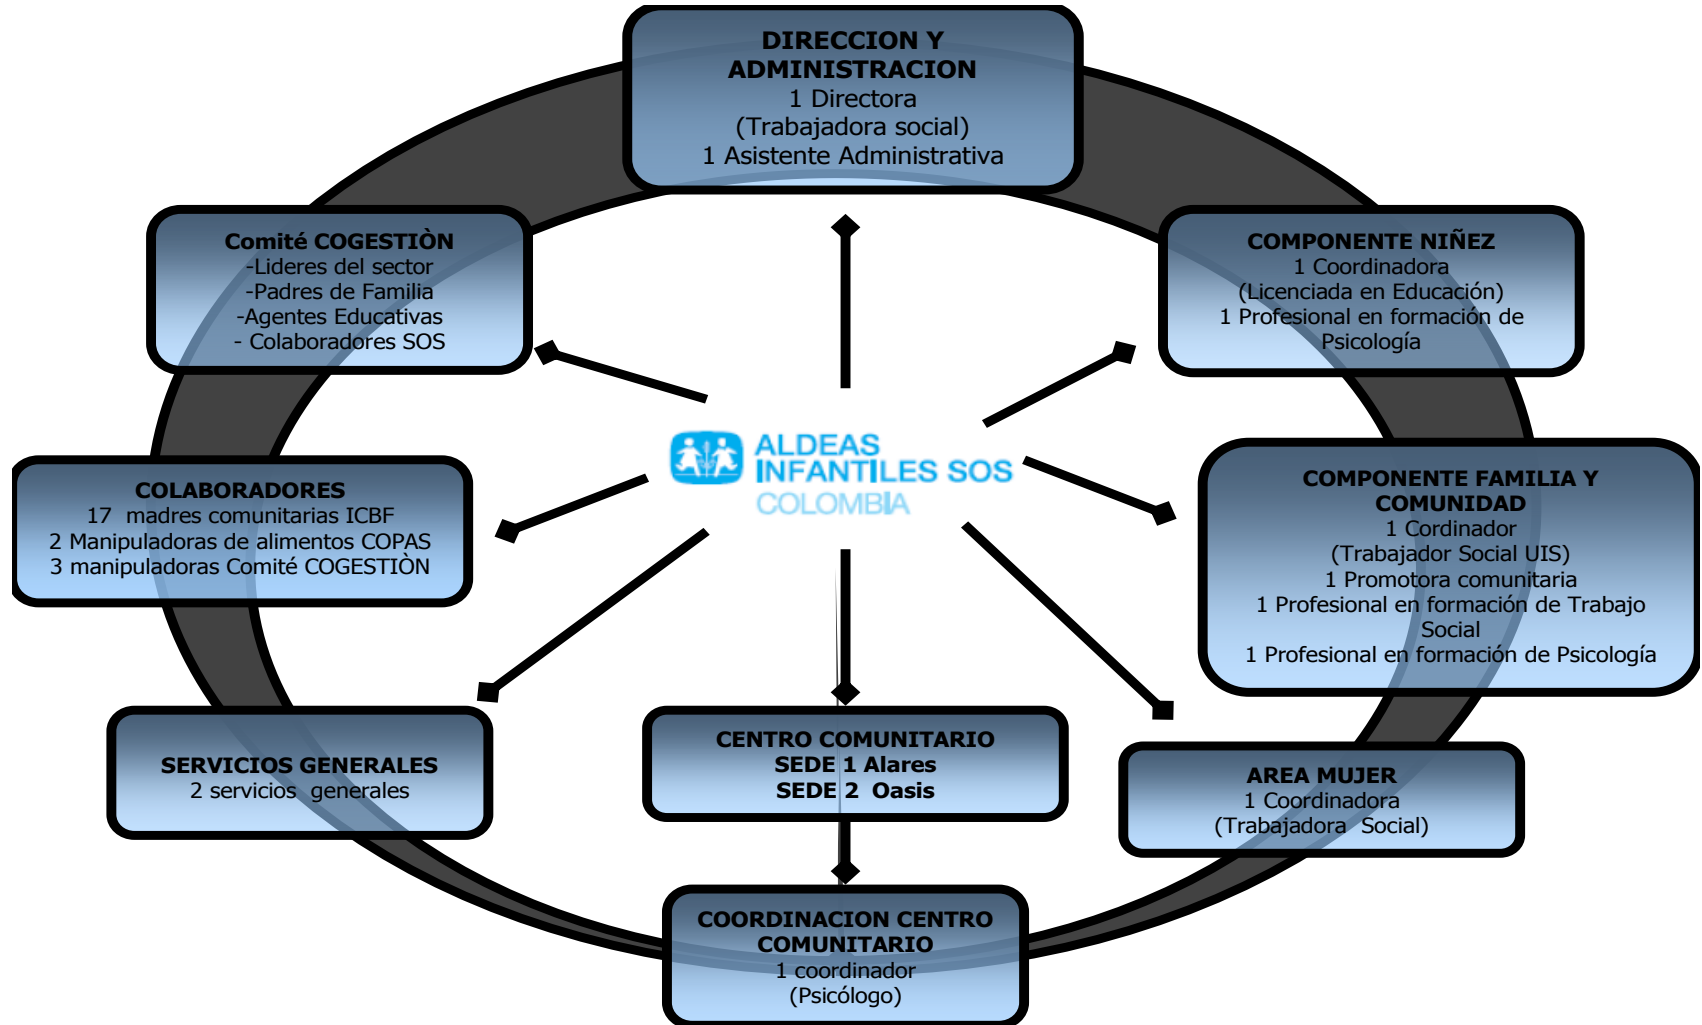 DIRECCION Y
ADMINISTRACION
1 Directora
(Trabajadora social)
1 Asistente Administrativa
Comité COGESTIÒN
-Lideres del sector
-Padres de Familia
-Agentes Educativas
- Colaboradores SOS
COMPONENTE NIÑEZ
1 Coordinadora
(Licenciada en Educación)
1 Profesional en formación de
Psicología
ALDEAS
INFANTILES SOS
COLOMBIA
COLABORADORES
17 madres comunitarias ICBF
2 Manipuladoras de alimentos COPAS
3 manipuladoras Comité COGESTIÒN
COMPONENTE FAMILIA Y
COMUNIDAD
1 Cordinador
(Trabajador Social UIS)
1 Promotora comunitaria
1 Profesional en formación de Trabajo
Social
1 Profesional en formación de Psicología
SERVICIOS GENERALES
2 servicios generales
CENTRO COMUNITARIO
SEDE 1 Alares
SEDE 2 Oasis
AREA MUJER
1 Coordinadora
(Trabajadora Social)
COORDINACION CENTRO
COMUNITARIO
1 coordinador
(Psicólogo)